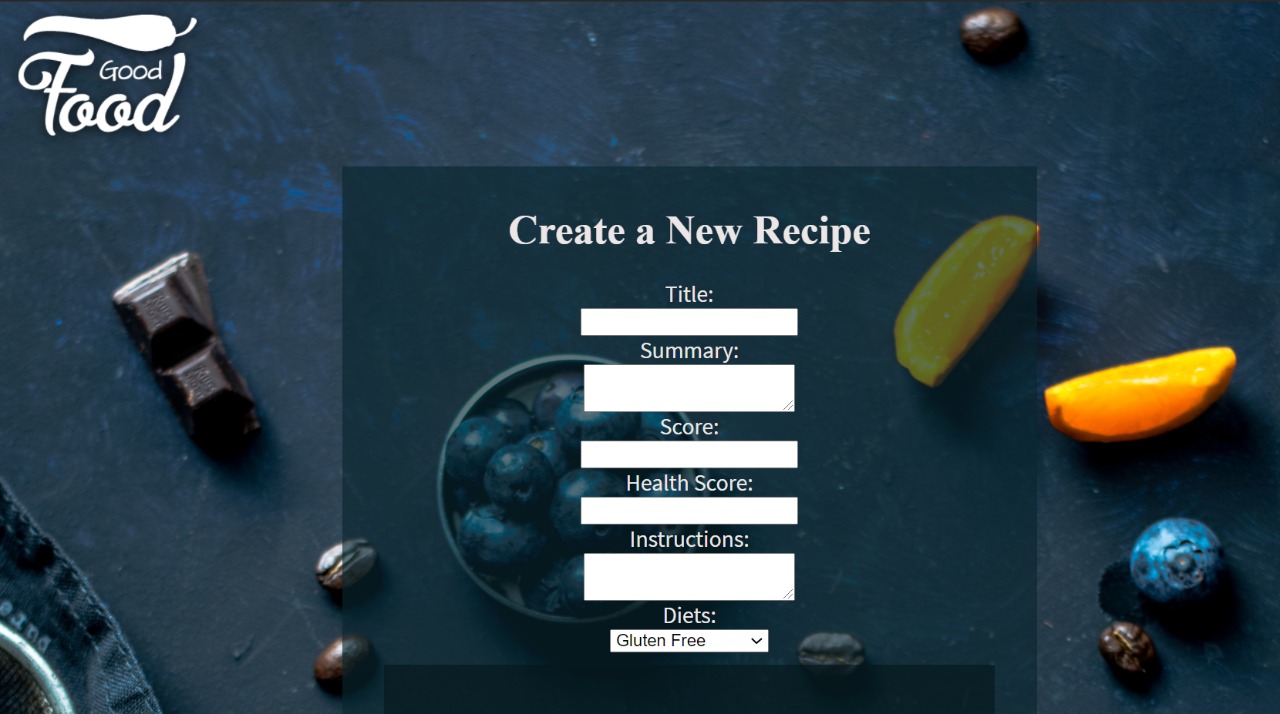 Good
Food
Create a New Recipe
Title:
Summary:
Score:
Health Score:
Instructions:
Diets:
Gluten Free